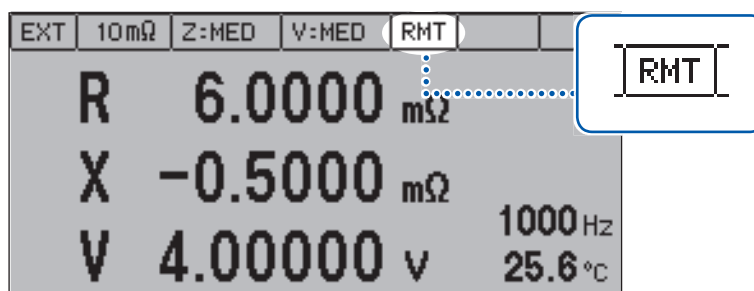 EXT 10mΩ Z:MED V:MED RMT
RMT
R 6.0000 mΩ
X -0.5000 mΩ
1000 Hz
V 4.00000 V
25.6 °C